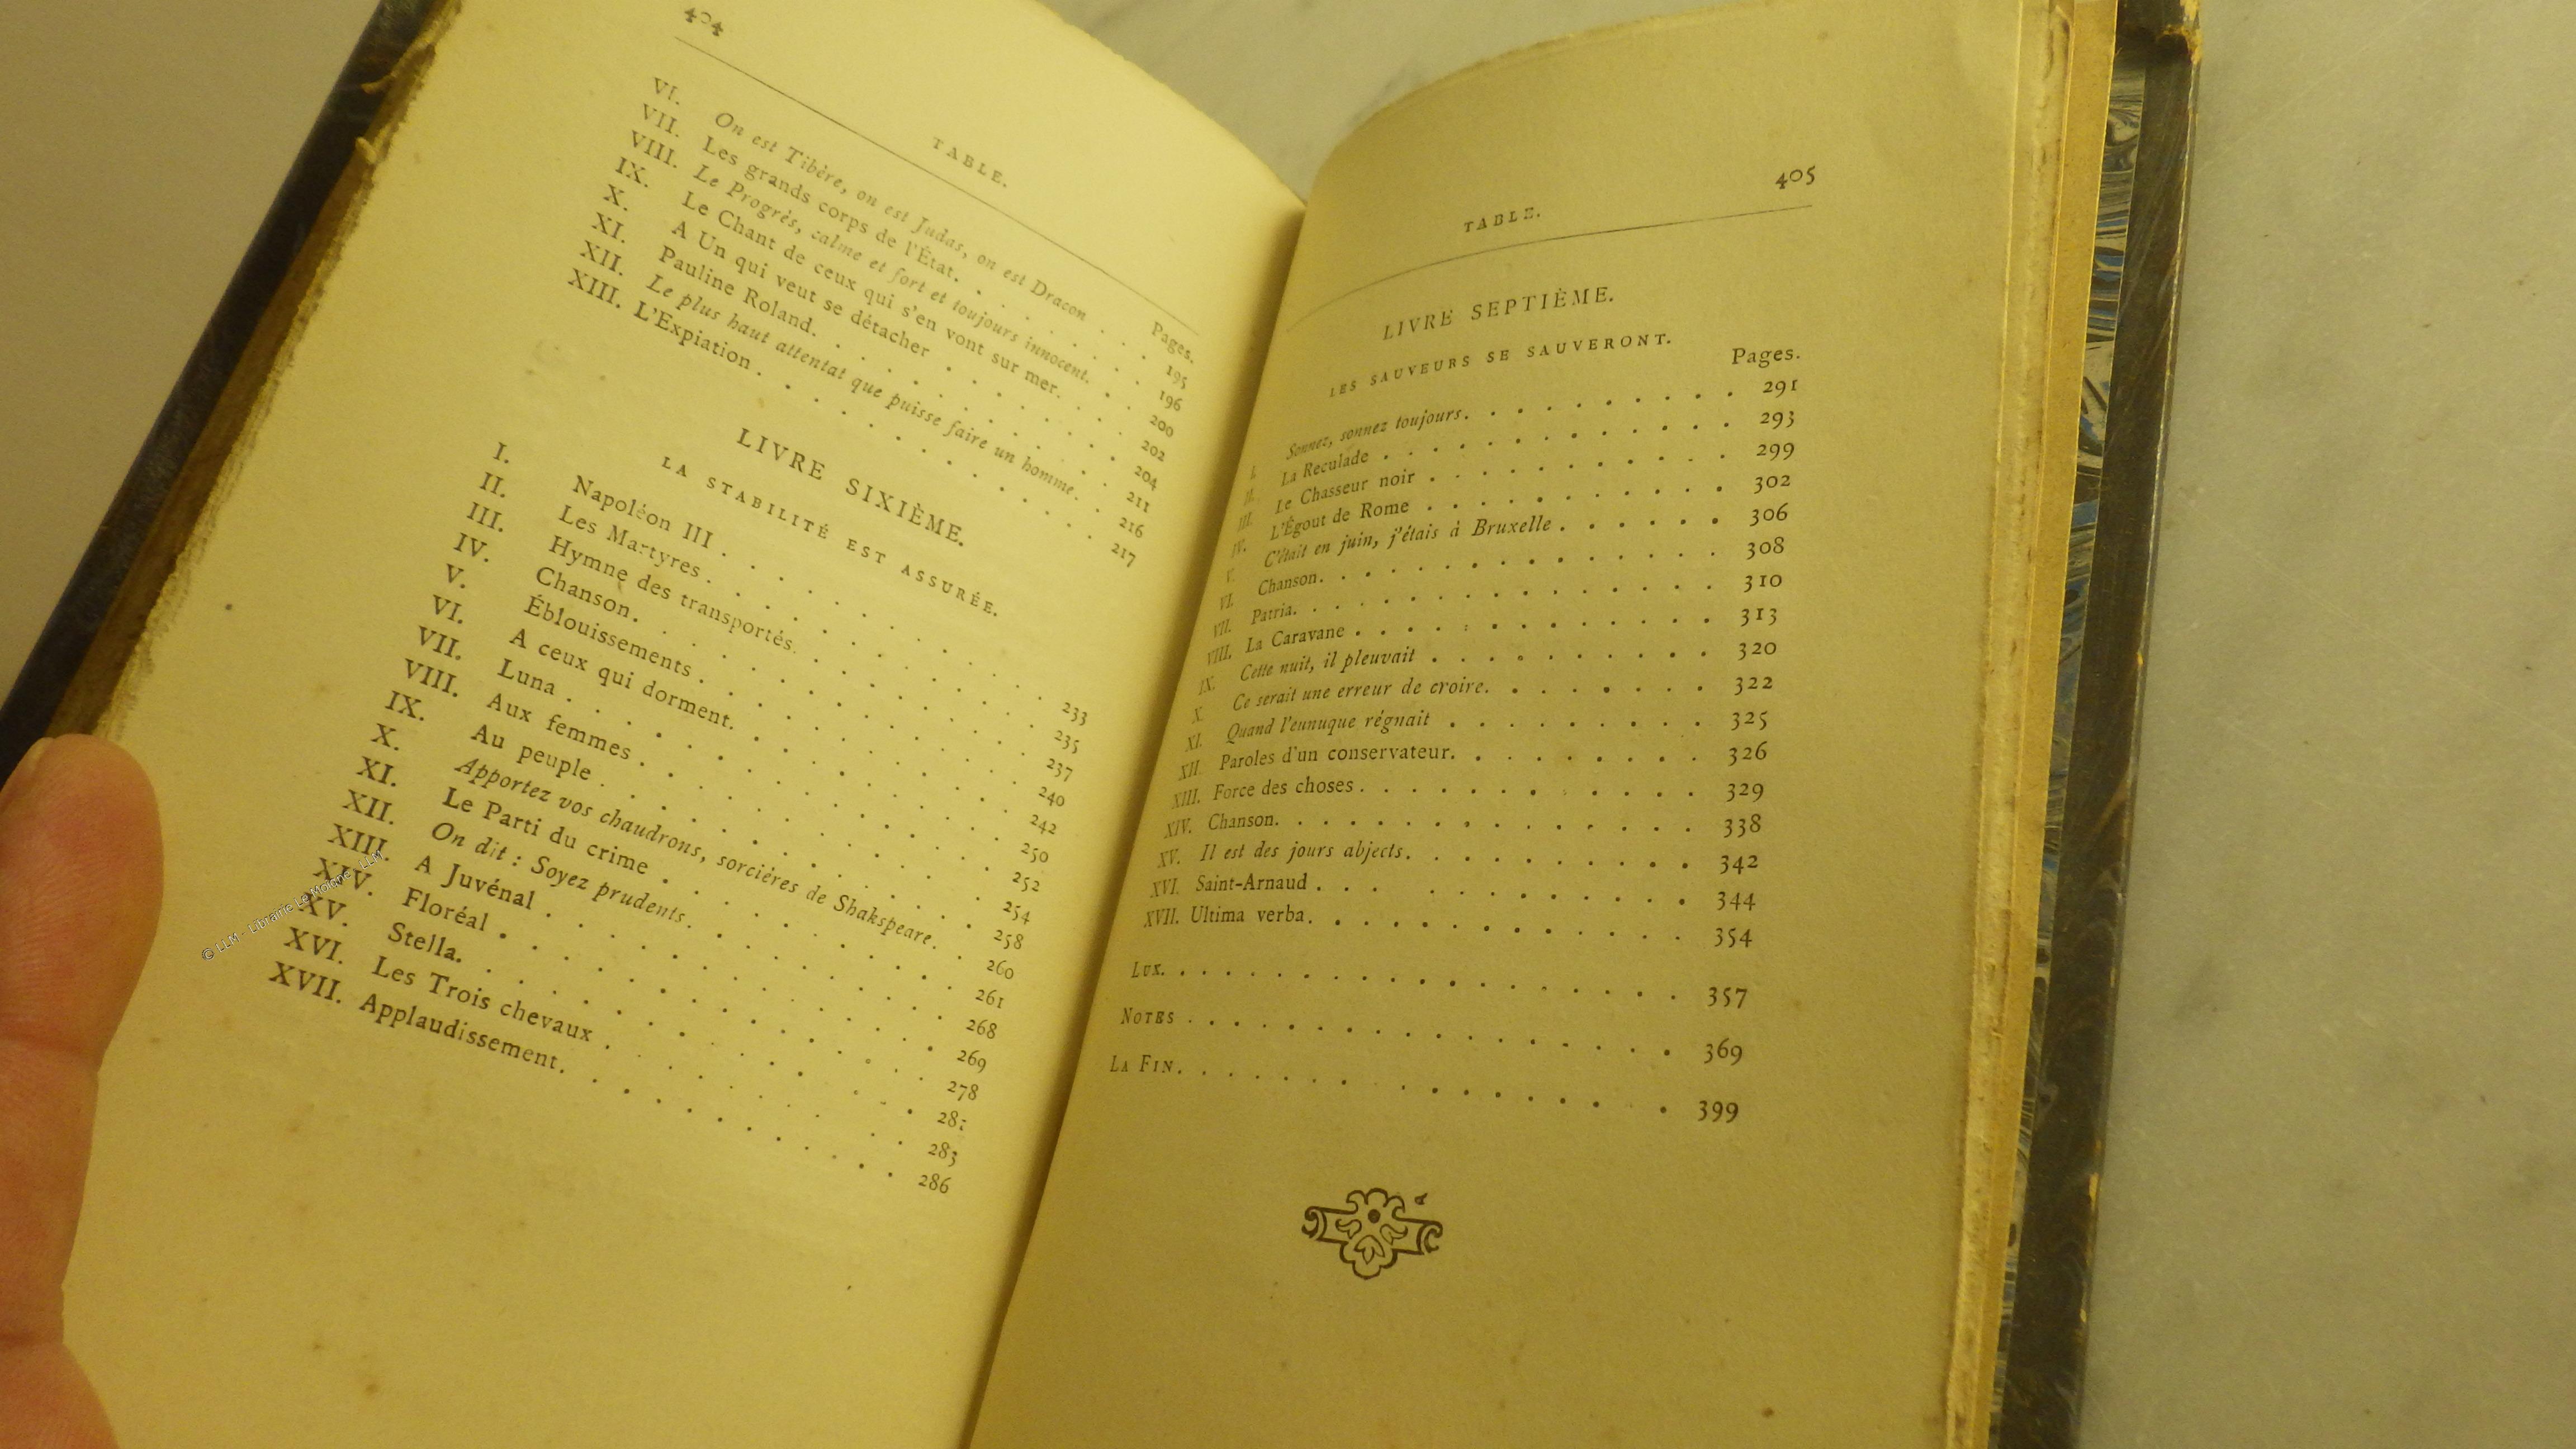 404
TABLE.
Pages.
VI. On est Tibère, on est Judas, on est Dracon . . 195
VII. Les grands corps de l'État. . . . . . . 196
VIII. Le Progrès, calme et fort et toujours innocent. . . 200
IX. Le Chant de ceux qui s'en vont sur mer. . . . 202
X. A Un qui veut se détacher . . . . . . . 204
XI. Pauline Roland. . . . . . . . . . . 211
XII. Le plus haut attentat que puisse faire un homme. . 216
XIII. L'Expiation . . . . . . . . . . . 217
LIVRE SIXIÈME.
LA STABILITÉ EST ASSURÉE.
I. Napoléon III . . . . . . . . . . . 233
II. Les Martyres . . . . . . . . . . . 235
III. Hymne des transportés. . . . . . . . . 237
IV. Chanson. . . . . . . . . . . . . 240
V. Éblouissements . . . . . . . . . . 242
VI. A ceux qui dorment. . . . . . . . . . 250
VII. Luna . . . . . . . . . . . . . 252
VIII. Aux femmes . . . . . . . . . . . 254
IX. Au peuple . . . . . . . . . . . . 258
X. Apportez vos chaudrons, sorcières de Shakspeare. . 260
XI. Le Parti du crime . . . . . . . . . . 261
XII. On dit : Soyez prudents . . . . . . . . 268
XIII. A Juvénal . . . . . . . . . . . . 269
XIV. Floréal . . . . . . . . . . . . 278
XV. Stella. . . . . . . . . . . . . 281
XVI. Les Trois chevaux . . . . . . . . . 283
XVII. Applaudissement. . . . . . . . . . . 286
© LLM - Librairie Le Moigne - LLM
405
TABLE.
LIVRE SEPTIÈME.
LES SAUVEURS SE SAUVERONT.
Pages.
I. Sonnez, sonnez toujours. . . . . . . . . . 291
II. La Reculade . . . . . . . . . . . . 293
III. Le Chasseur noir . . . . . . . . . . . 299
IV. L'Égout de Rome . . . . . . . . . . . 302
V. C'était en juin, j'étais à Bruxelle . . . . . . 306
VI. Chanson. . . . . . . . . . . . . . 308
VII. Patria. . . . . . . . . . . . . . . 310
VIII. La Caravane . . . . . . . . . . . . 313
IX. Cette nuit, il pleuvait . . . . . . . . . . 320
X. Ce serait une erreur de croire. . . . . . . . 322
XI. Quand l'eunuque régnait . . . . . . . . . 325
XII. Paroles d'un conservateur. . . . . . . . . 326
XIII. Force des choses . . . . . . . . . . . 329
XIV. Chanson. . . . . . . . . . . . . . 338
XV. Il est des jours abjects. . . . . . . . . . 342
XVI. Saint-Arnaud . . . . . . . . . . . . 344
XVII. Ultima verba. . . . . . . . . . . . . 354
LUX. . . . . . . . . . . . . . . . . 357
NOTES . . . . . . . . . . . . . . . . 369
LA FIN. . . . . . . . . . . . . . . . 399